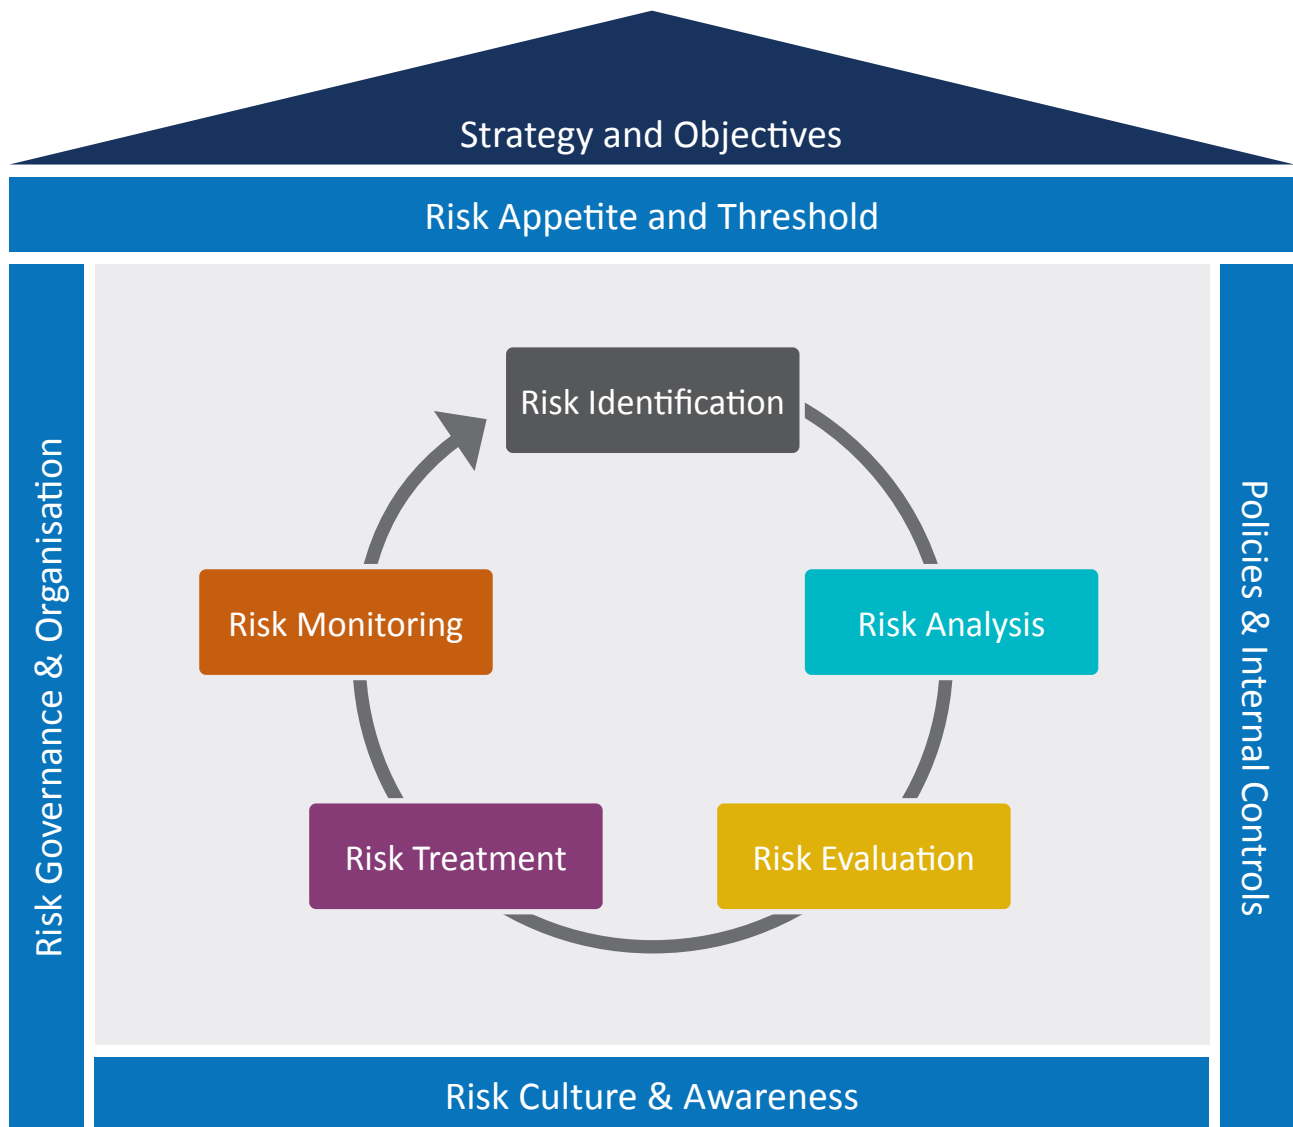 Strategy and Objectives
Risk Appetite and Threshold
Risk Governance & Organisation
Risk Identification
Risk Monitoring
Risk Analysis
Risk Treatment
Risk Evaluation
Policies & Internal Controls
Risk Culture & Awareness